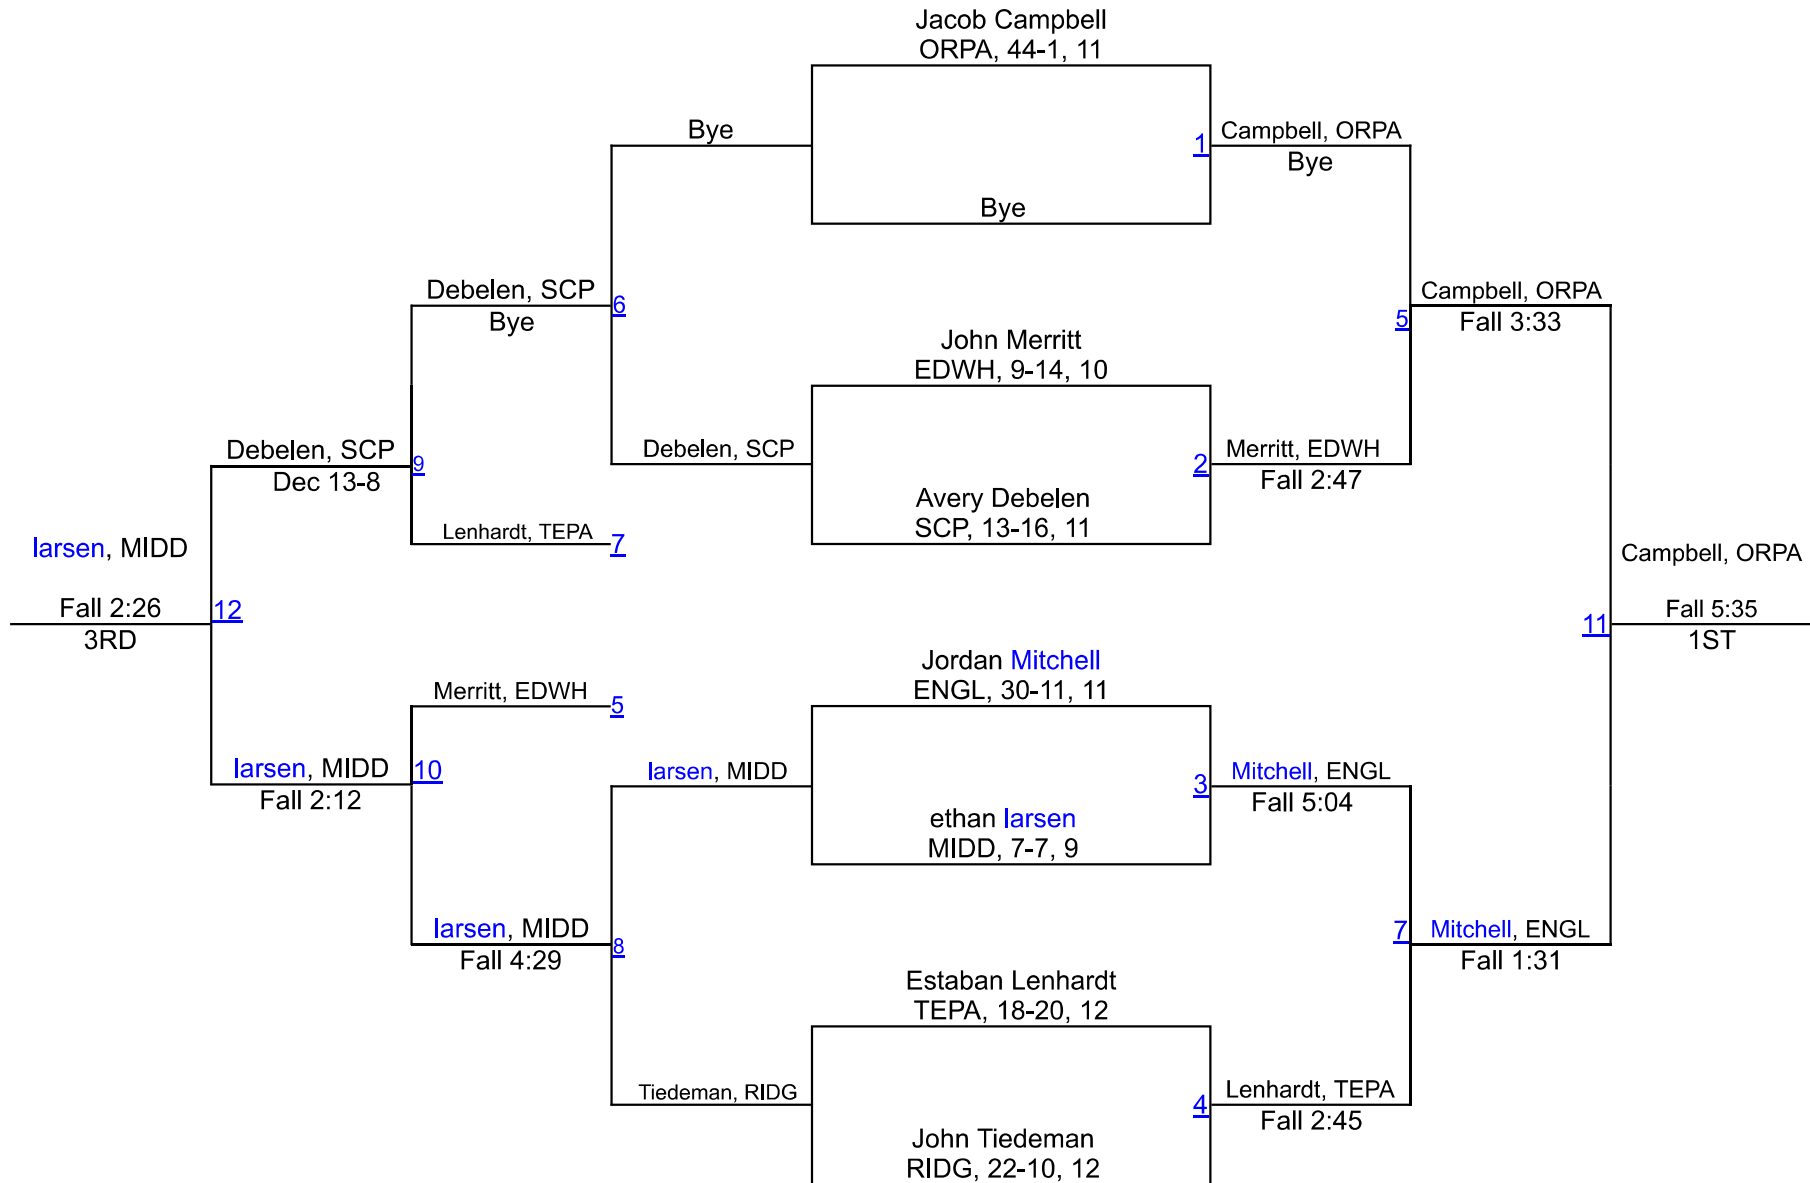 Jacob Campbell
ORPA, 44-1, 11
Bye
1
Campbell, ORPA
Bye
Bye
Debelen, SCP
Bye
6
Campbell, ORPA
Fall 3:33
5
John Merritt
EDWH, 9-14, 10
Debelen, SCP
Dec 13-8
9
Debelen, SCP
2
Merritt, EDWH
Fall 2:47
Avery Debelen
SCP, 13-16, 11
Lenhardt, TEPA
7
larsen, MIDD
Fall 2:26
3RD
12
Campbell, ORPA
Fall 5:35
1ST
11
Jordan Mitchell
ENGL, 30-11, 11
Merritt, EDWH
5
larsen, MIDD
Fall 2:12
10
larsen, MIDD
3
Mitchell, ENGL
Fall 5:04
ethan larsen
MIDD, 7-7, 9
larsen, MIDD
Fall 4:29
8
7
Mitchell, ENGL
Fall 1:31
Estaban Lenhardt
TEPA, 18-20, 12
Tiedeman, RIDG
4
Lenhardt, TEPA
Fall 2:45
John Tiedeman
RIDG, 22-10, 12